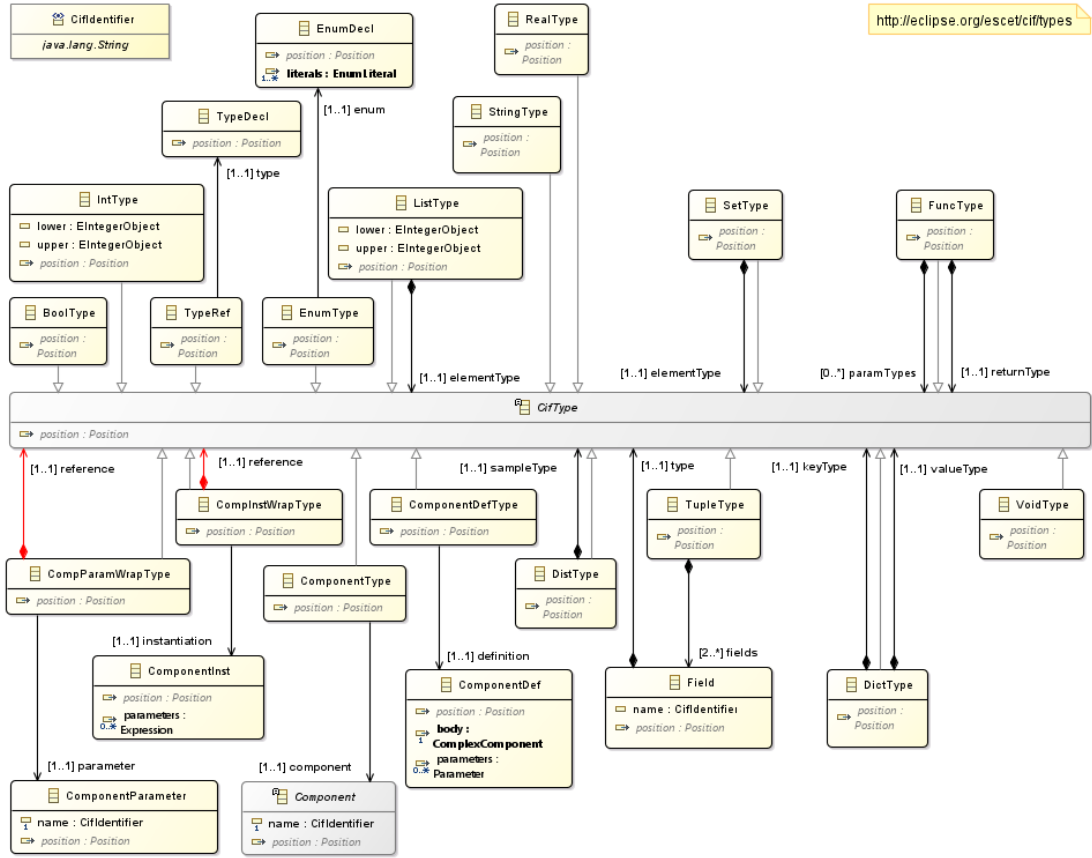 CifIdentifier
java.lang.String
EnumDecl
position : Position
1..* literals : EnumLiteral
RealType
position :
Position
http://eclipse.org/escet/cif/types
[1..1] enum
TypeDecl
position : Position
[1..1] type
StringType
position :
Position
IntType
lower : EIntegerObject
upper : EIntegerObject
position : Position
ListType
lower : EIntegerObject
upper : EIntegerObject
position : Position
SetType
position :
Position
FuncType
position :
Position
BoolType
position :
Position
TypeRef
position :
Position
EnumType
position :
Position
[1..1] elementType
[1..1] elementType
[0..*] paramTypes
[1..1] returnType
CifType
position : Position
[1..1] reference
[1..1] reference
[1..1] sampleType
[1..1] type
[1..1] keyType
[1..1] valueType
CompInstWrapType
position : Position
ComponentDefType
position : Position
TupleType
position :
Position
VoidType
position :
Position
CompParamWrapType
position : Position
ComponentType
position : Position
DistType
position :
Position
[1..1] instantiation
[1..1] definition
[2..*] fields
ComponentInst
position : Position
parameters :
0..* Expression
ComponentDef
position : Position
body :
1 ComplexComponent
parameters :
0..* Parameter
Field
name : CifIdentifier
position : Position
DictType
position :
Position
[1..1] parameter
[1..1] component
ComponentParameter
1 name : CifIdentifier
position : Position
Component
1 name : CifIdentifier
position : Position